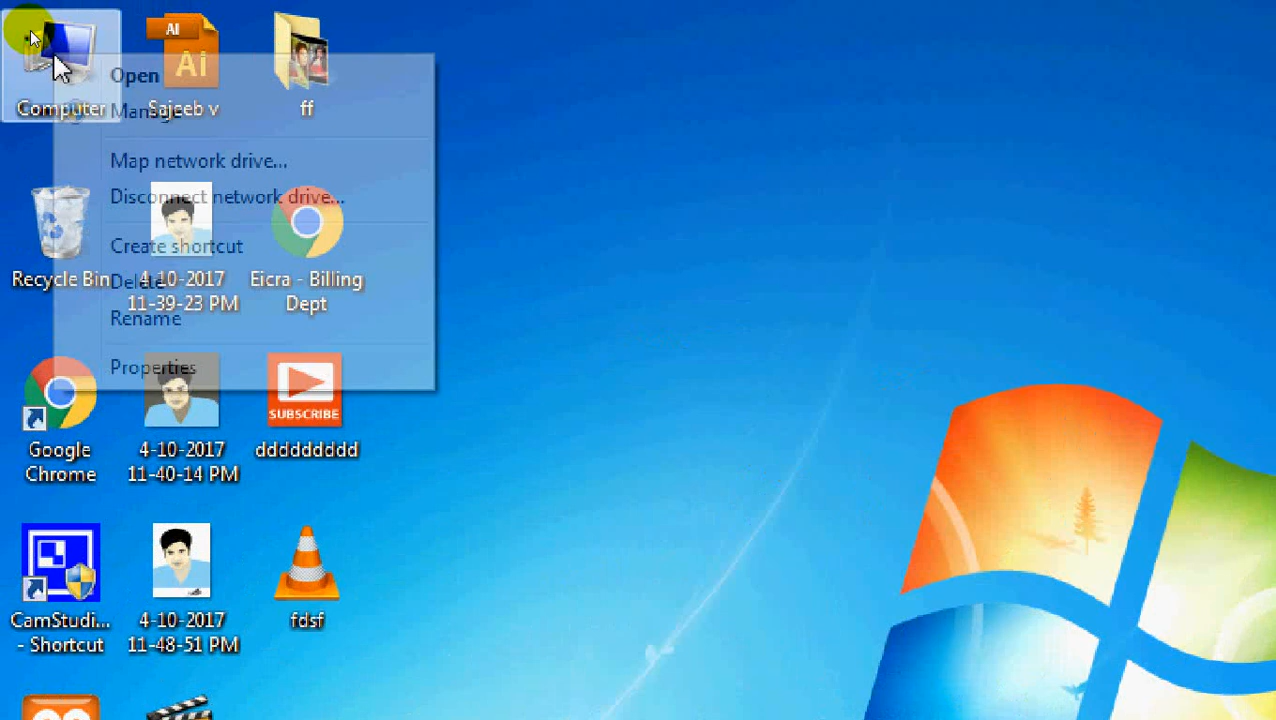 Computer
AI
Ai
Sajeeb v
ff
Open
Manage
Map network drive...
Disconnect network drive...
Create shortcut
Delete
Rename
Properties
Recycle Bin
4-10-2017
11-39-23 PM
Eicra - Billing
Dept
Google
Chrome
4-10-2017
11-40-14 PM
SUBSCRIBE
ddddddddd
CamStudi...
- Shortcut
4-10-2017
11-48-51 PM
fdsf